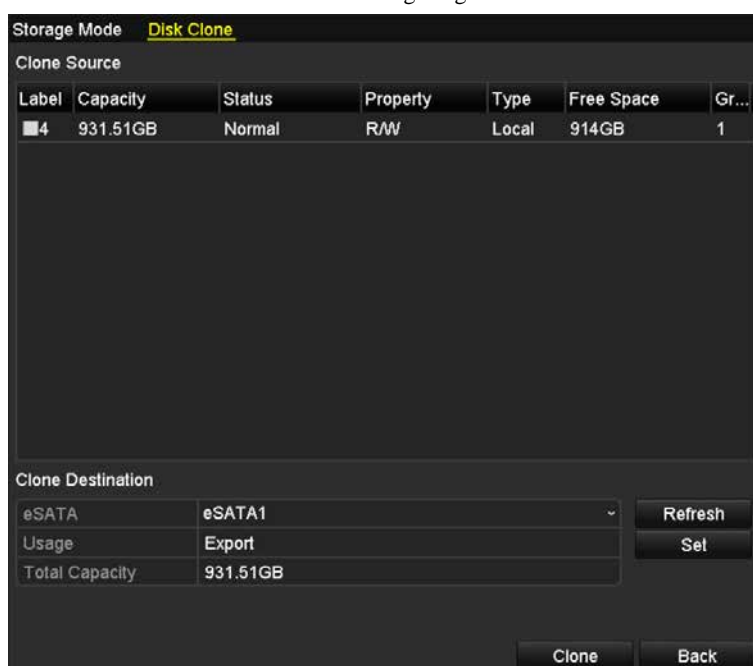 Storage Mode Disk Clone
Clone Source
Label Capacity Status Property Type Free Space Gr...
4 931.51GB Normal R/W Local 914GB 1
Clone Destination
eSATA eSATA1 Refresh
Usage Export Set
Total Capacity 931.51GB
Clone Back